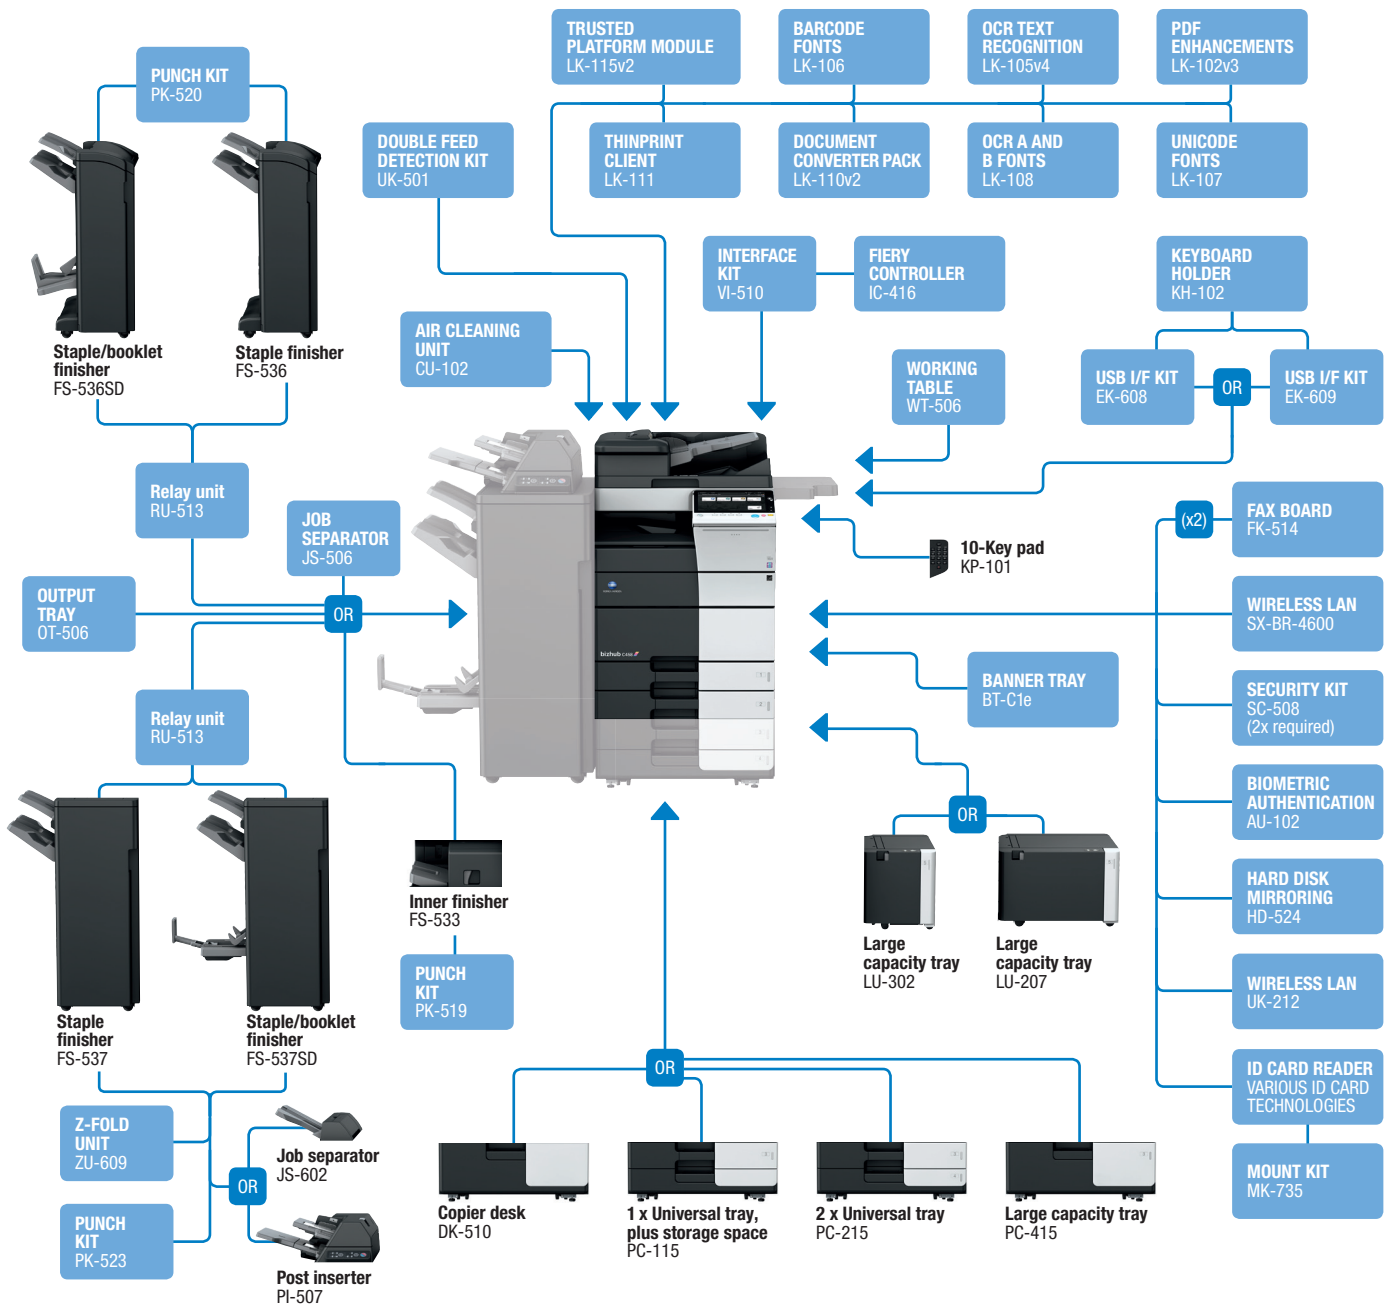 TRUSTED
PLATFORM MODULE
LK-115v2
BARCODE
FONTS
LK-106
OCR TEXT
RECOGNITION
LK-105v4
PDF
ENHANCEMENTS
LK-102v3
PUNCH KIT
PK-520
DOUBLE FEED
DETECTION KIT
UK-501
THINPRINT
CLIENT
LK-111
DOCUMENT
CONVERTER PACK
LK-110v2
OCR A AND
B FONTS
LK-108
UNICODE
FONTS
LK-107
INTERFACE
KIT
VI-510
FIERY
CONTROLLER
IC-416
KEYBOARD
HOLDER
KH-102
AIR CLEANING
UNIT
CU-102
Staple/booklet
finisher
FS-536SD
Staple finisher
FS-536
WORKING
TABLE
WT-506
USB I/F KIT
EK-608
OR
USB I/F KIT
EK-609
Relay unit
RU-513
JOB
SEPARATOR
JS-506
(x2)
FAX BOARD
FK-514
10-Key pad
KP-101
OUTPUT
TRAY
OT-506
OR
WIRELESS LAN
SX-BR-4600
bizhub
BANNER TRAY
BT-C1e
SECURITY KIT
SC-508
(2x required)
Relay unit
RU-513
BIOMETRIC
AUTHENTICATION
AU-102
OR
HARD DISK
MIRRORING
HD-524
Inner finisher
FS-533
Large
capacity tray
LU-302
Large
capacity tray
LU-207
PUNCH
KIT
PK-519
WIRELESS LAN
UK-212
Staple
finisher
FS-537
Staple/booklet
finisher
FS-537SD
OR
ID CARD READER
VARIOUS ID CARD
TECHNOLOGIES
Z-FOLD
UNIT
ZU-609
Job separator
JS-602
OR
MOUNT KIT
MK-735
PUNCH
KIT
PK-523
Post inserter
PI-507
Copier desk
DK-510
1 x Universal tray,
plus storage space
PC-115
2 x Universal tray
PC-215
Large capacity tray
PC-415